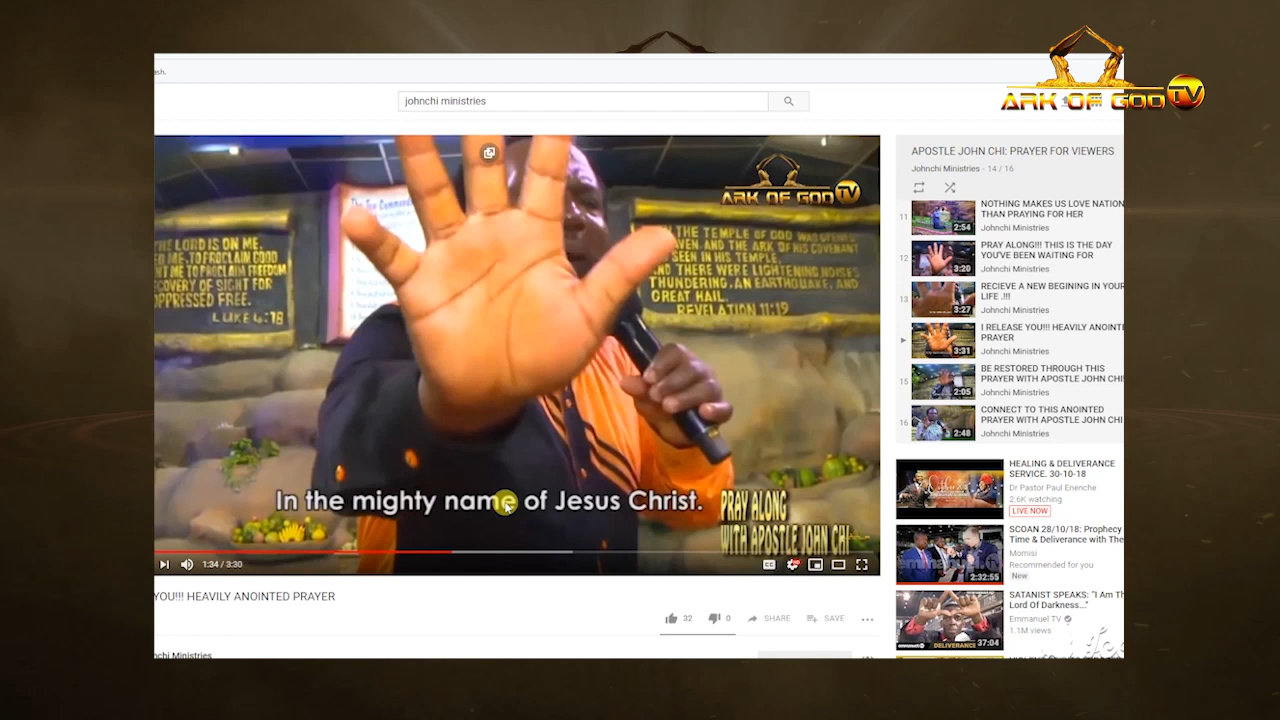 ARK OF GOD TV
ash.
johnchi ministries
ARK OF GOD TV
The Ten Commandments
THE LORD IS ON ME,
ED ME, TO PROCLAIM GOOD
NT ME TO PROCLAIM FREEDOM
ECOVERY OF SIGHT FOR
OPPRESSED FREE.
LUKE 4:18
THE TEMPLE OF GOD WAS OPENED
AVEN, AND THE ARK OF HIS COVENANT
SEEN IN HIS TEMPLE.
ND THERE WERE LIGHTENING NOISES
THUNDERING, AN EARTHQUAKE, AND
GREAT HAIL.
REVELATION 11:19
In the mighty name of Jesus Christ.
PRAY ALONG
WITH APOSTLE JOHN CHI
1:34 / 3:30
CC
YOU!!! HEAVILY ANOINTED PRAYER
32
0
SHARE
SAVE
nchi Ministries
APOSTLE JOHN CHI: PRAYER FOR VIEWERS
Johnchi Ministries - 14 / 16
11
NOTHING MAKES US LOVE NATION
THAN PRAYING FOR HER
Johnchi Ministries
2:54
12
PRAY ALONG!!! THIS IS THE DAY
YOU'VE BEEN WAITING FOR
Johnchi Ministries
3:20
13
RECIEVE A NEW BEGINING IN YOUR
LIFE .!!!
Johnchi Ministries
3:27
I RELEASE YOU!!! HEAVILY ANOINT
PRAYER
Johnchi Ministries
3:31
15
BE RESTORED THROUGH THIS
PRAYER WITH APOSTLE JOHN CHI
Johnchi Ministries
2:05
16
CONNECT TO THIS ANOINTED
PRAYER WITH APOSTLE JOHN CHI
Johnchi Ministries
2:48
HEALING & DELIVERANCE
SERVICE. 30-10-18
Dr Pastor Paul Enenche
2.6K watching
LIVE NOW
SCOAN 28/10/18: Prophecy
Time & Deliverance with The
Momisi
Recommended for you
New
2:32:55
SATANIST SPEAKS: "I Am Th
Lord Of Darkness..."
Emmanuel TV
1.1M views
DELIVERANCE
37:04